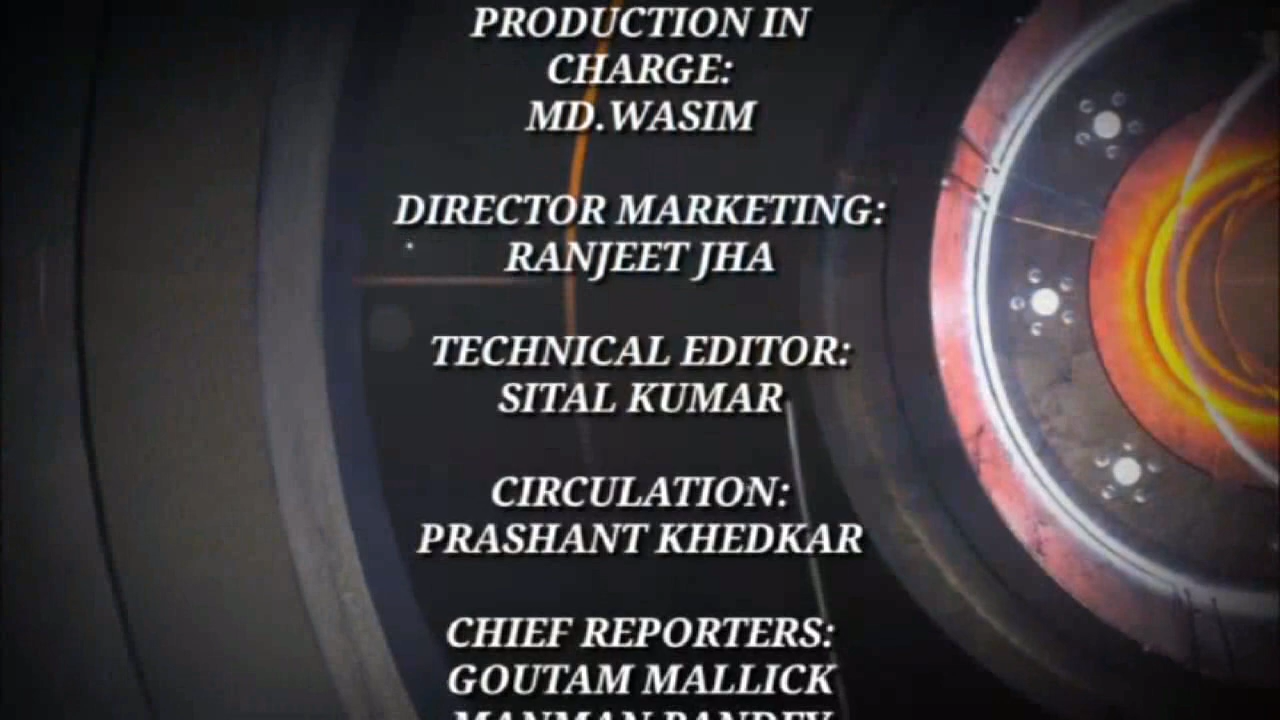 PRODUCTION IN
CHARGE:
MD.WASIM
DIRECTOR MARKETING:
RANJEET JHA
TECHNICAL EDITOR:
SITAL KUMAR
CIRCULATION:
PRASHANT KHEDKAR
CHIEF REPORTERS:
GOUTAM MALLICK